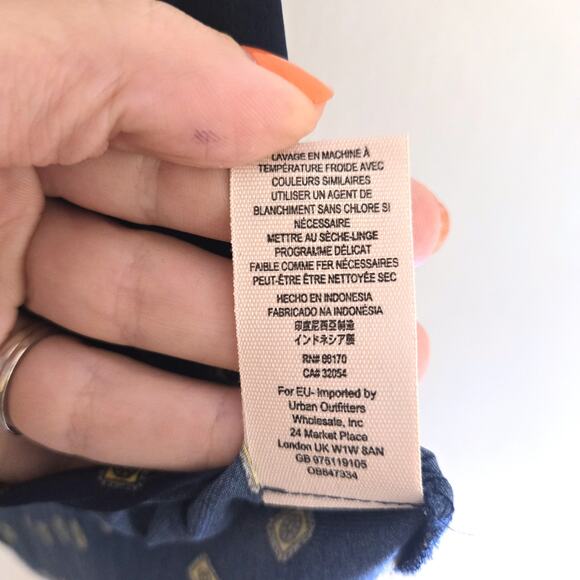 LAVAGE EN MACHINE À
TEMPÉRATURE FROIDE AVEC
COULEURS SIMILAIRES
UTILISER UN AGENT DE
BLANCHIMENT SANS CHLORE SI
NÉCESSAIRE
METTRE AU SÈCHE-LINGE
PROGRAMME DÉLICAT
FAIBLE COMME FER NÉCESSAIRES
PEUT-ÊTRE ÊTRE NETTOYÉE SEC
HECHO EN INDONESIA
FABRICADO NA INDONÉSIA
印度尼西亞制造
インドネシア製
RN# 66170
CA# 32054
For EU- Imported by
Urban Outfitters
Wholesale, Inc
24 Market Place
London UK W1W 8AN
GB 975119105
OB847334